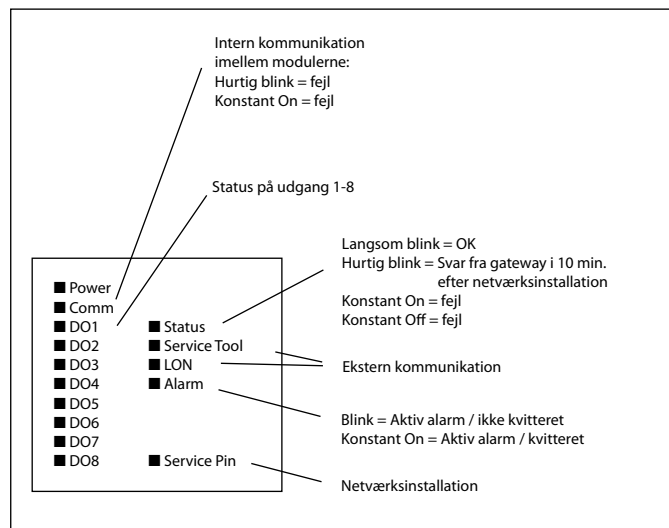 Intern kommunikation
imellem modulerne:
Hurtig blink = fejl
Konstant On = fejl
Status på udgang 1-8
Langsom blink = OK
Hurtig blink = Svar fra gateway i 10 min.
efter netværksinstallation
Konstant On = fejl
Konstant Off = fejl
Power
Comm
DO1
DO2
DO3
DO4
DO5
DO6
DO7
DO8
Status
Service Tool
LON
Alarm
Service Pin
Ekstern kommunikation
Blink = Aktiv alarm / ikke kvitteret
Konstant On = Aktiv alarm / kvitteret
Netværksinstallation